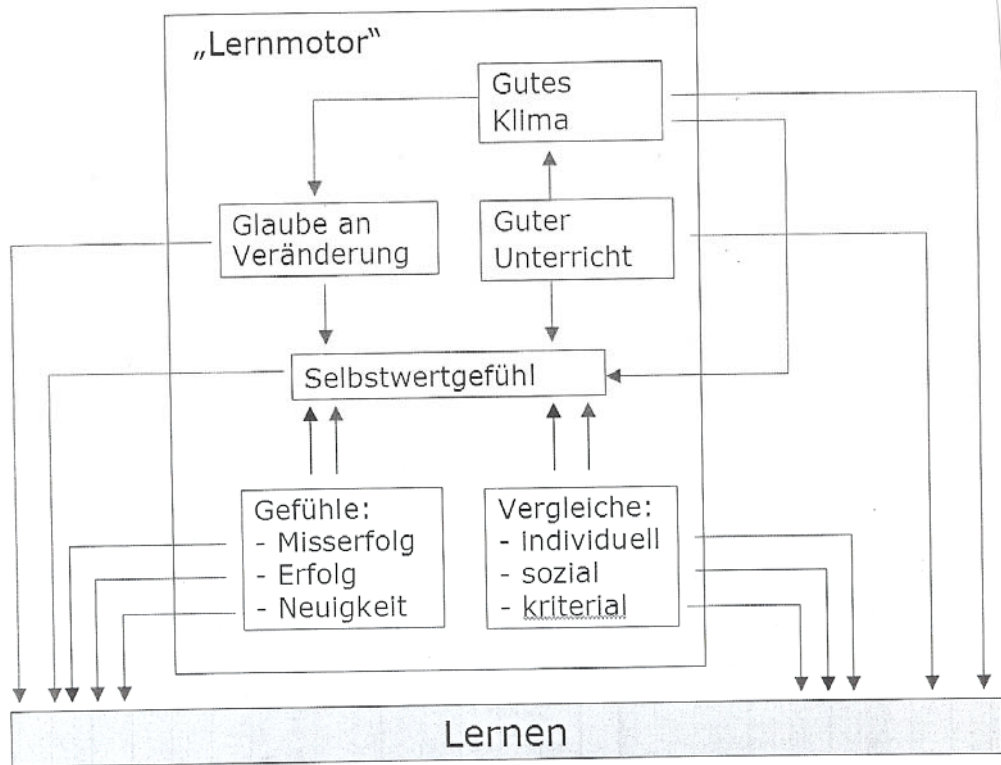 „Lernmotor“
Gutes
Klima
Glaube an
Veränderung
Guter
Unterricht
Selbstwertgefühl
Gefühle:
- Misserfolg
- Erfolg
- Neuigkeit
Vergleiche:
- individuell
- sozial
- kriterial
Lernen